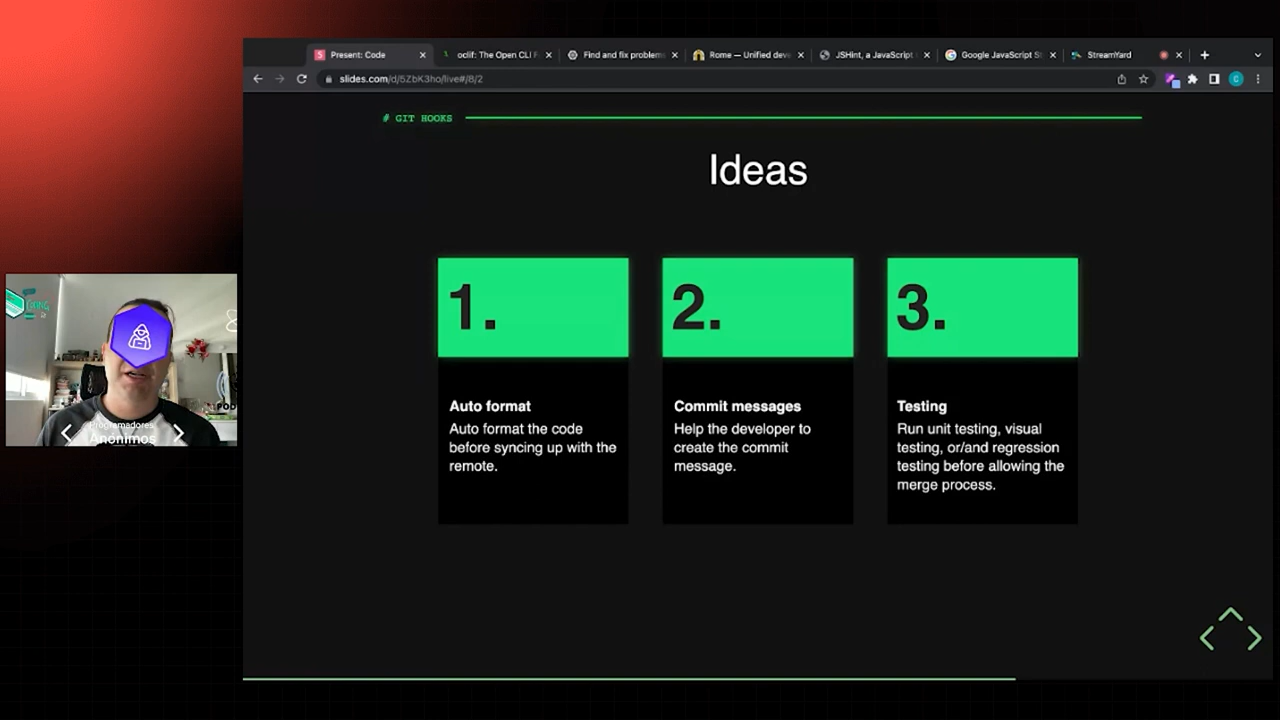 Present: Code
oclif: The Open CLI F
Find and fix problems
Rome — Unified dev
JSHint, a JavaScript
Google JavaScript St
StreamYard
slides.com/d/5ZbK3ho/live#/8/2
# GIT HOOKS
Ideas
1.
Auto format
Auto format the code
before syncing up with the
remote.
2.
Commit messages
Help the developer to
create the commit
message.
3.
Testing
Run unit testing, visual
testing, or/and regression
testing before allowing the
merge process.
Programadores
Anónimos